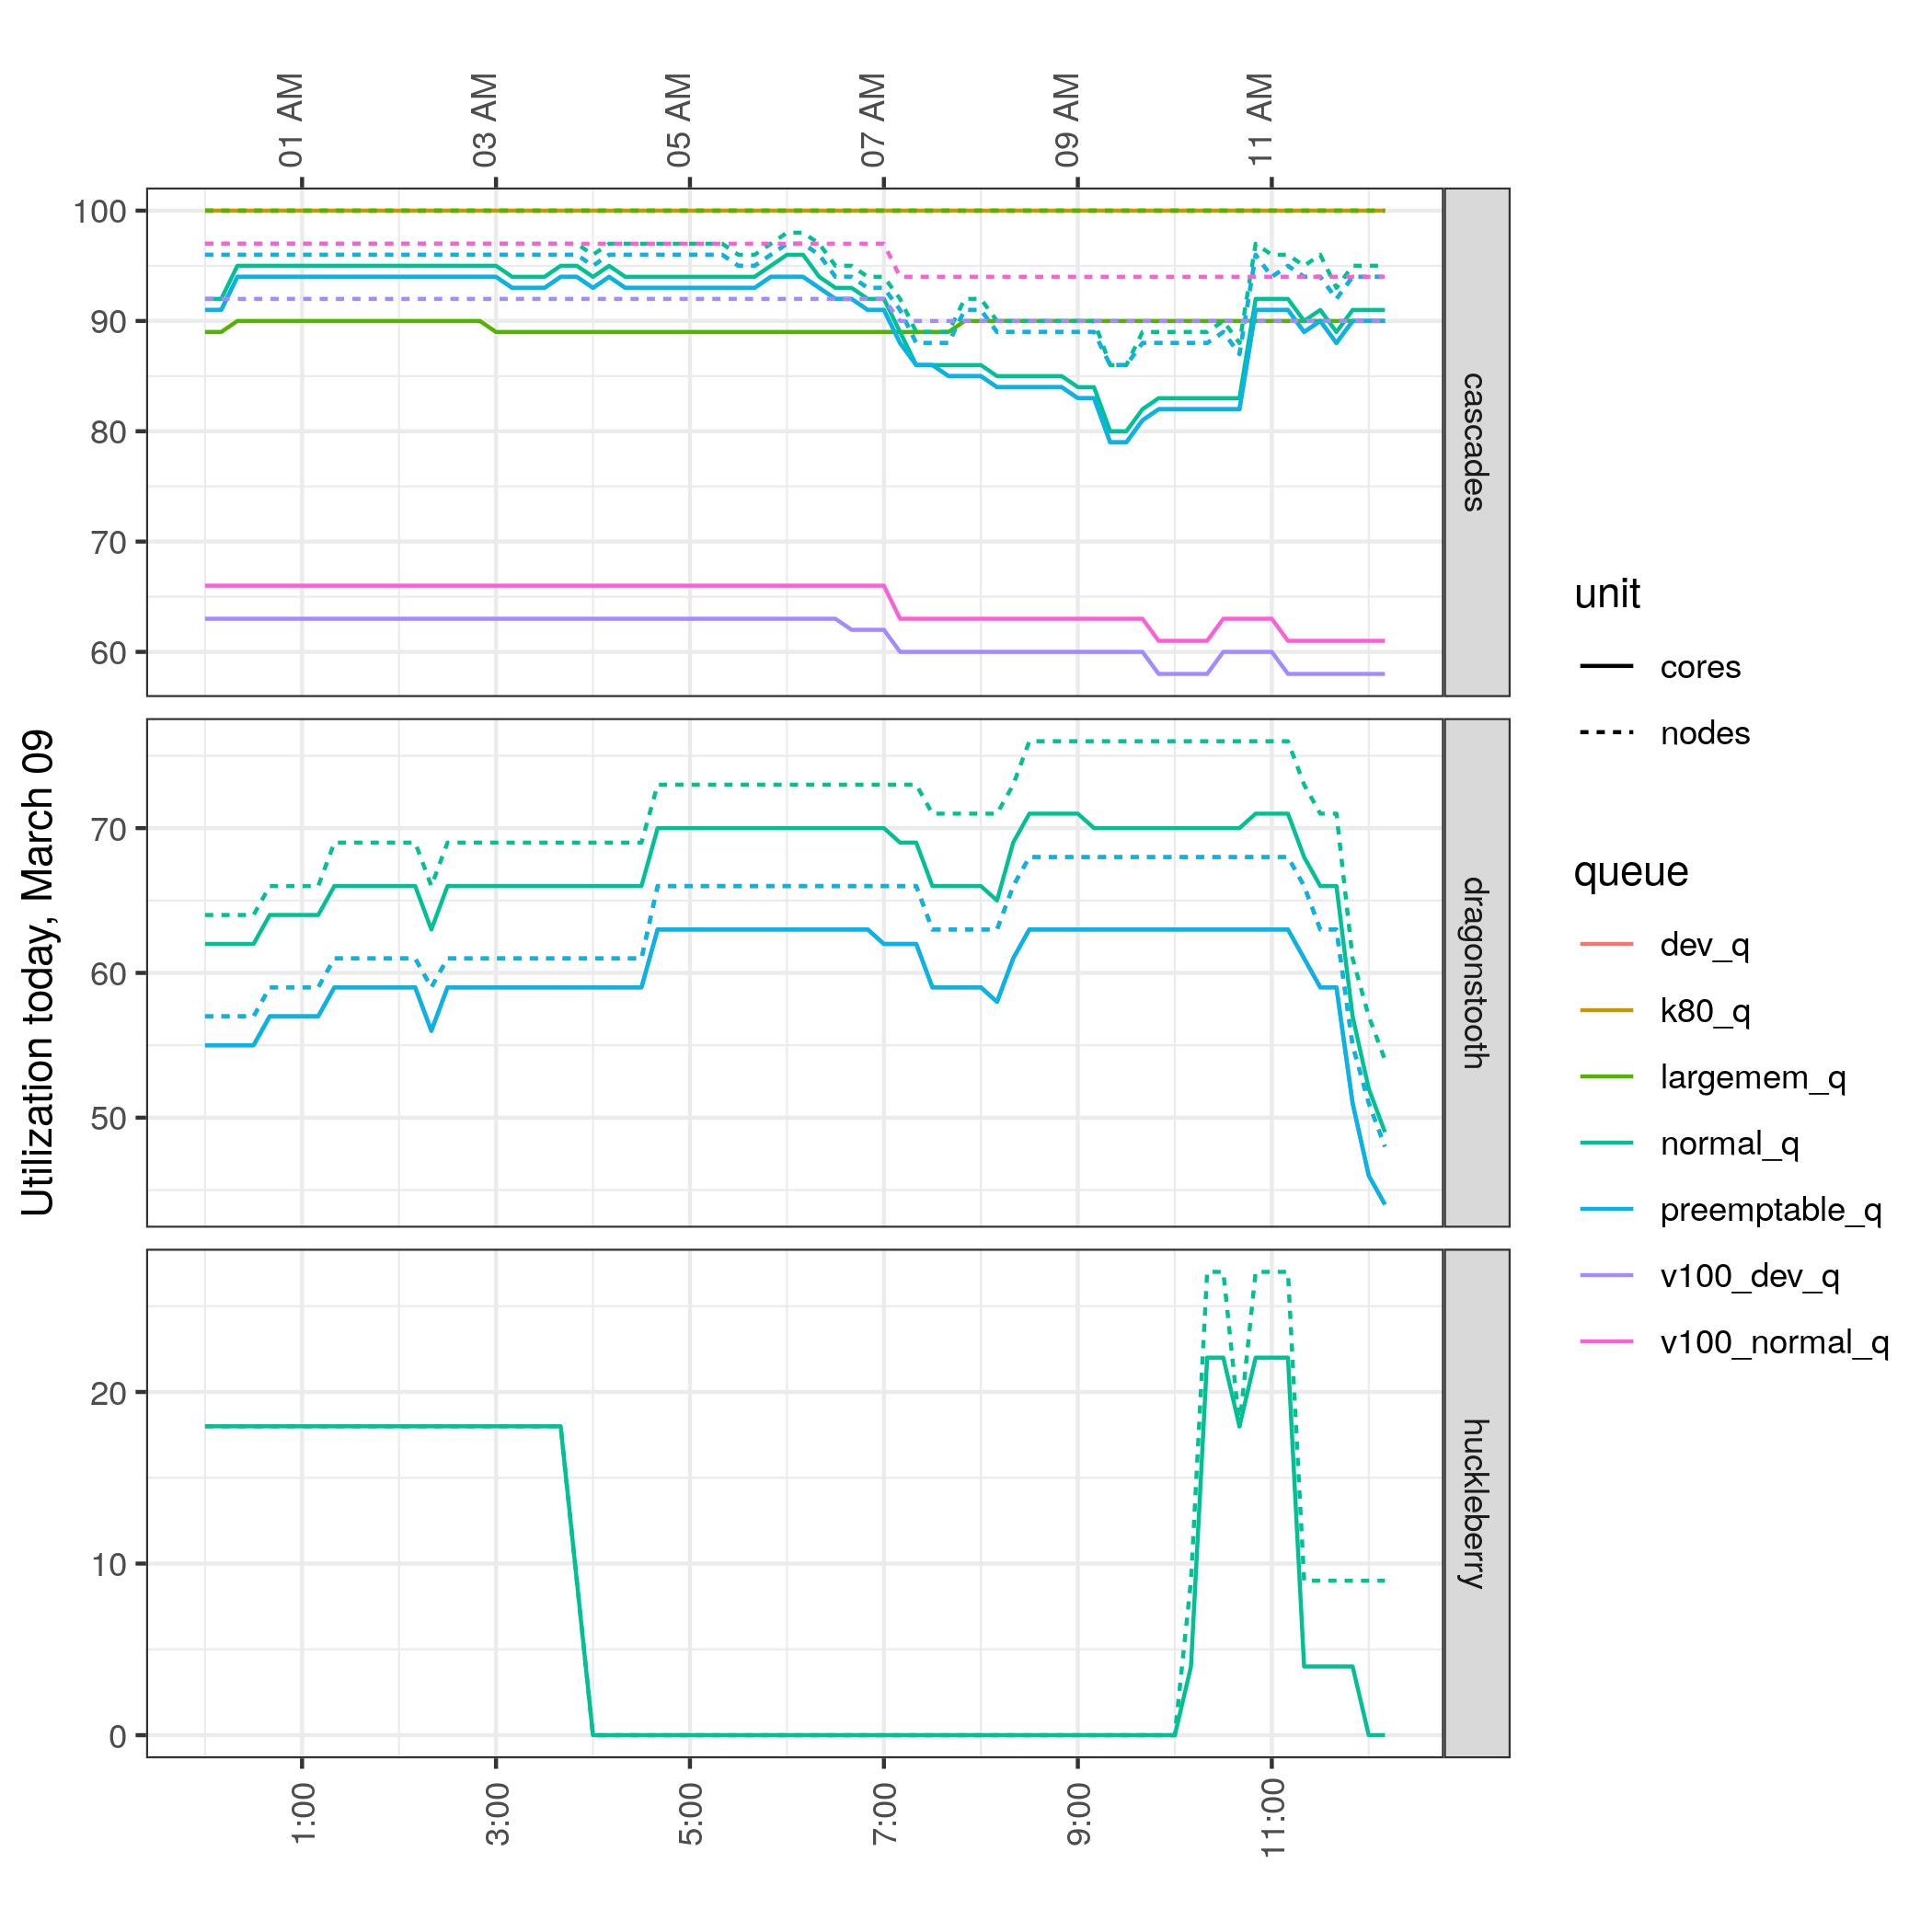 01 AM
03 AM
05 AM
07 AM
09 AM
11 AM
100
90
80
70
60
cascades
Utilization today, March 09
70
60
50
dragonstooth
20
10
0
huckleberry
1:00
3:00
5:00
7:00
9:00
11:00
unit
cores
nodes
queue
dev_q
k80_q
largemem_q
normal_q
preemptable_q
v100_dev_q
v100_normal_q